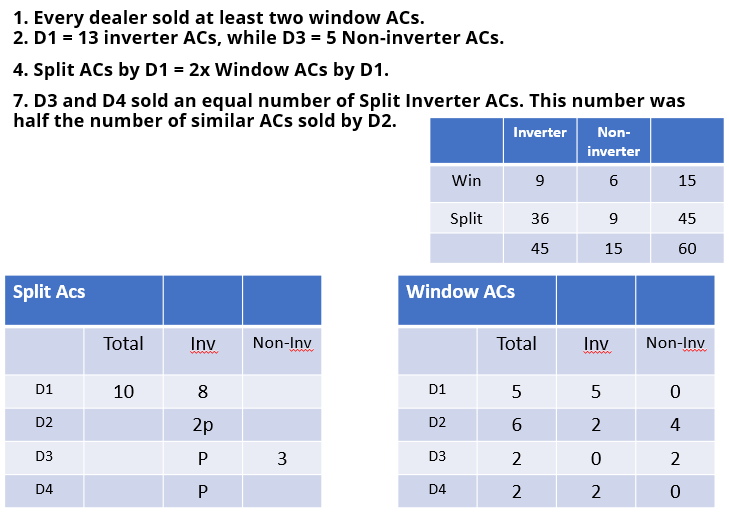 1. Every dealer sold at least two window ACs.
2. D1 = 13 inverter ACs, while D3 = 5 Non-inverter ACs.
4. Split ACs by D1 = 2x Window ACs by D1.
7. D3 and D4 sold an equal number of Split Inverter ACs. This number was
half the number of similar ACs sold by D2.
Inverter Non-
inverter
Win 9 6 15
Split 36 9 45
45 15 60
Split Acs
Total Inv Non-Inv
D1 10 8
D2 2p
D3 P 3
D4 P
Window ACs
Total Inv Non-Inv
D1 5 5 0
D2 6 2 4
D3 2 0 2
D4 2 2 0